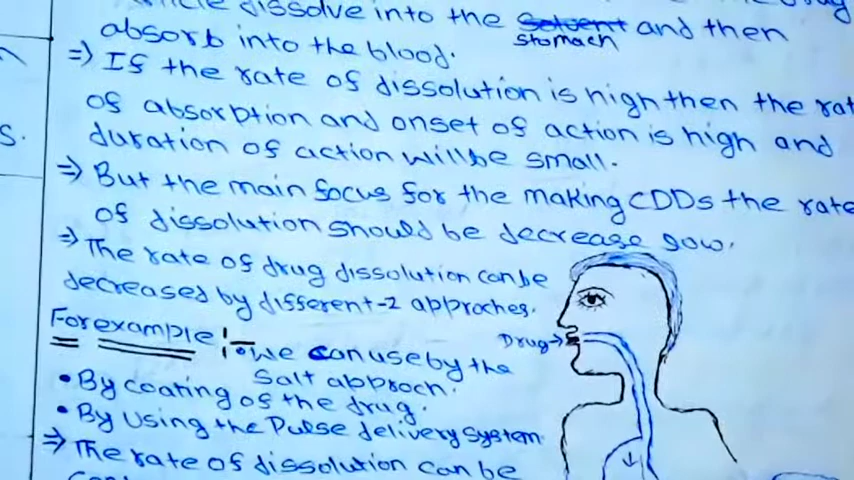 dissolve into the solvent and then
stomach
absorb into the blood.
⇒ If the rate of dissolution is high then the rat
of absorption and onset of action is high and
duration of action will be small.
⇒ But the main focus for the making CDDs the rate
of dissolution should be decrease
⇒ The rate of drug dissolution can be
decreased by different-2 approches.
For example :- • We can use by the
Salt approch.
Drug→
• By coating of the drug.
• By using the Pulse delivery system.
⇒ The rate of dissolution can be
s.